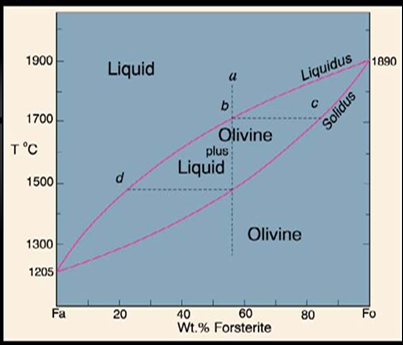 1900
Liquid
a
Liquidus
1890
b
c
1700
Solidus
Olivine
plus
Liquid
T °C
d
1500
Olivine
1300
1205
Fa 20 40 60 80 Fo
Wt.% Forsterite